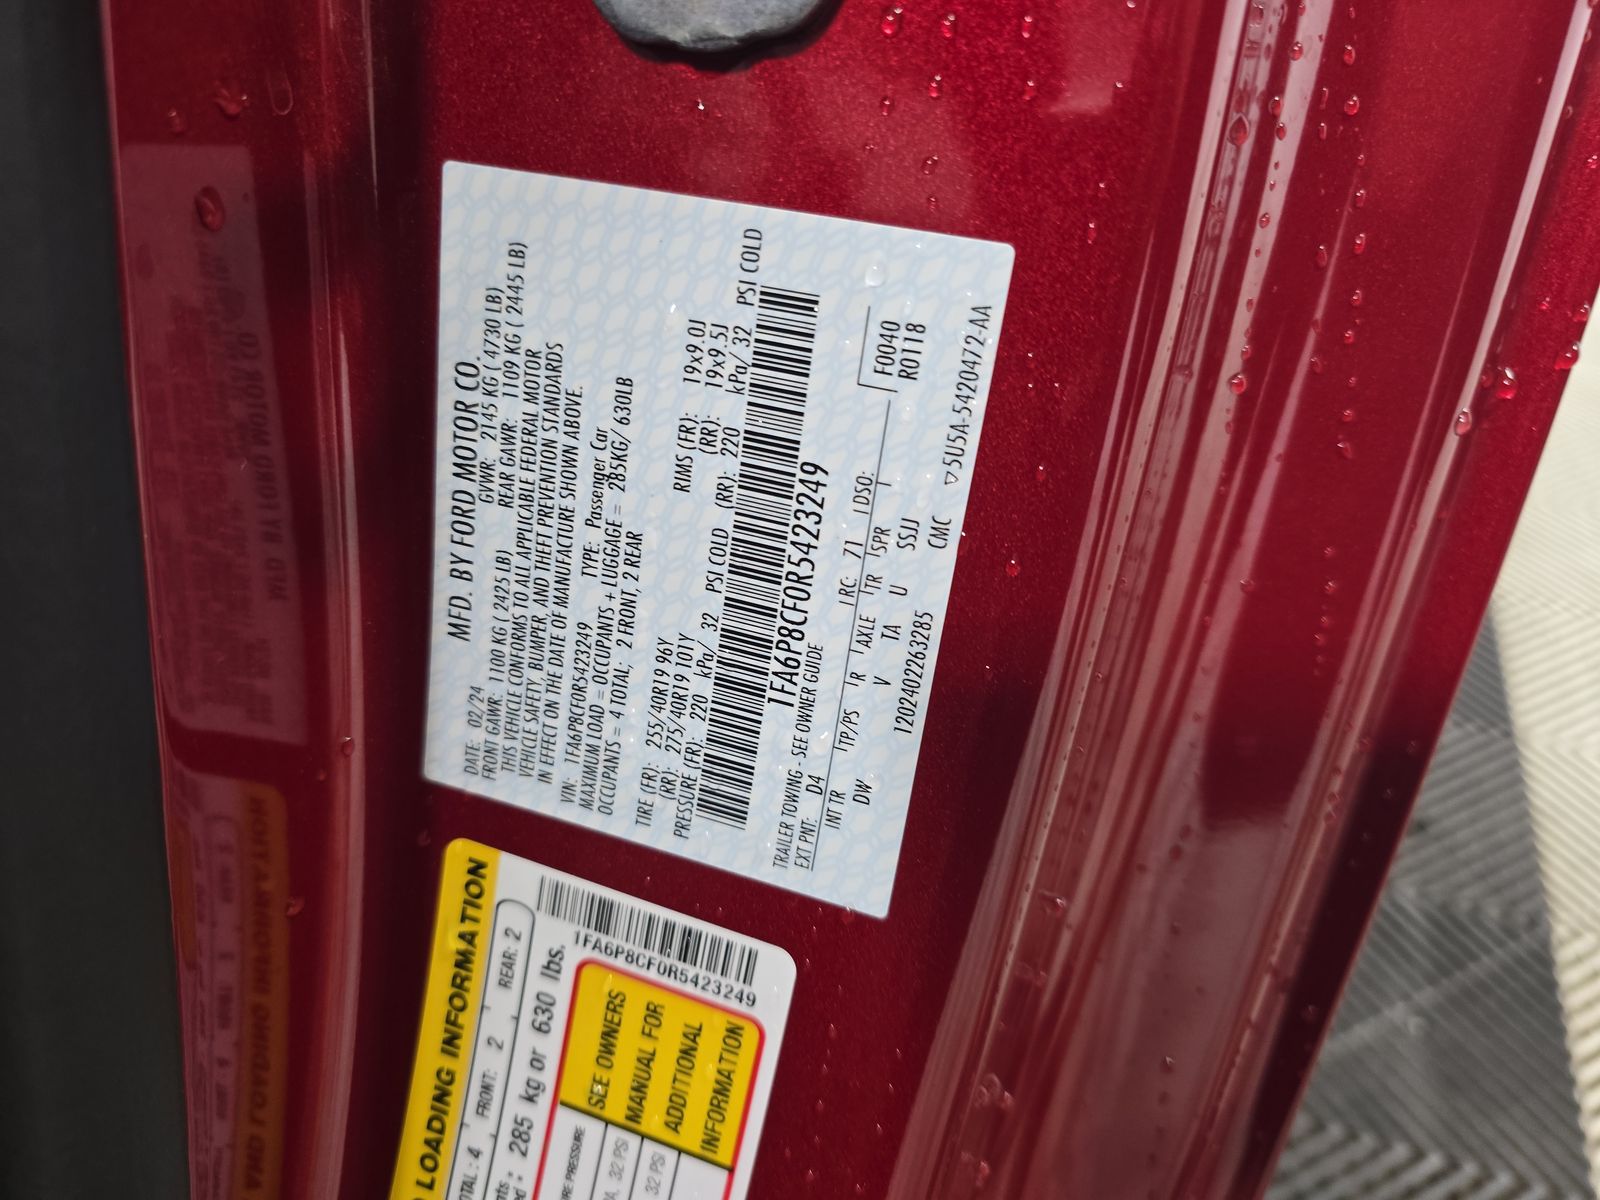 MFD. BY FORD MOTOR CO.
DATE: 02/24 GVWR: 2145 KG ( 4730 LB)
FRONT GAWR: 1100 KG ( 2425 LB) REAR GAWR: 1109 KG ( 2445 LB)
THIS VEHICLE CONFORMS TO ALL APPLICABLE FEDERAL MOTOR
VEHICLE SAFETY, BUMPER, AND THEFT PREVENTION STANDARDS
IN EFFECT ON THE DATE OF MANUFACTURE SHOWN ABOVE.
VIN: 1FA6P8CF0R5423249 TYPE: Passenger Car
MAXIMUM LOAD = OCCUPANTS + LUGGAGE = 285KG/ 630LB
OCCUPANTS = 4 TOTAL; 2 FRONT, 2 REAR
TIRE (FR): 255/40R19 96Y RIMS (FR): 19x9.0J
(RR): 275/40R19 101Y (RR): 19x9.5J
PRESSURE (FR): 220 kPa/ 32 PSI COLD (RR): 220 kPa/ 32 PSI COLD
1FA6P8CF0R5423249
TRAILER TOWING - SEE OWNER GUIDE
EXT PNT: D4 RC: 71 DSO: F0040
INT TR TP/PS R AXLE TR SPR R0118
DW V TA U SSJJ
1202402263285 CMC ▽5U5A-5420472-AA
LOADING INFORMATION
4 FRONT: 2 REAR: 2
285 kg or 630 lbs.
1FA6P8CF0R5423249
SEE OWNERS
MANUAL FOR
ADDITIONAL
INFORMATION
32 PSI
32 PSI